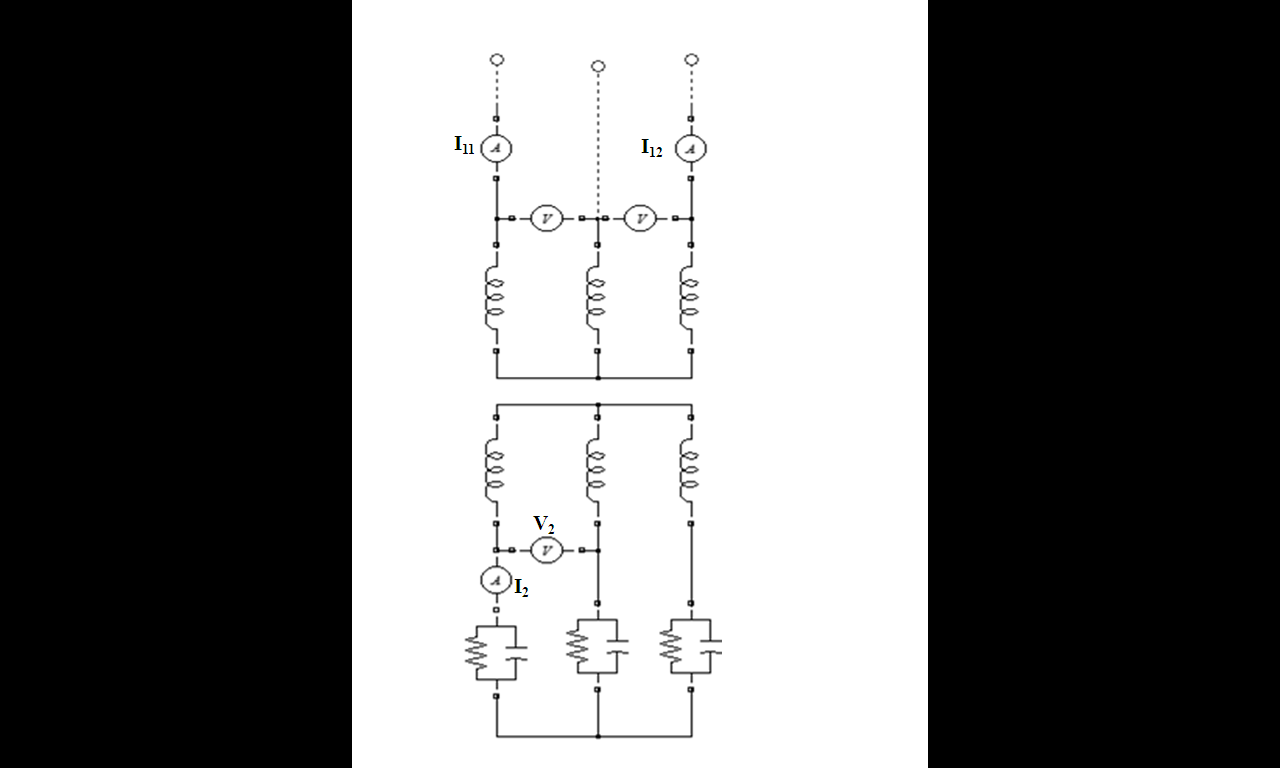 I₁₁ A I₁₂ A
V V
V₂
V
A I₂